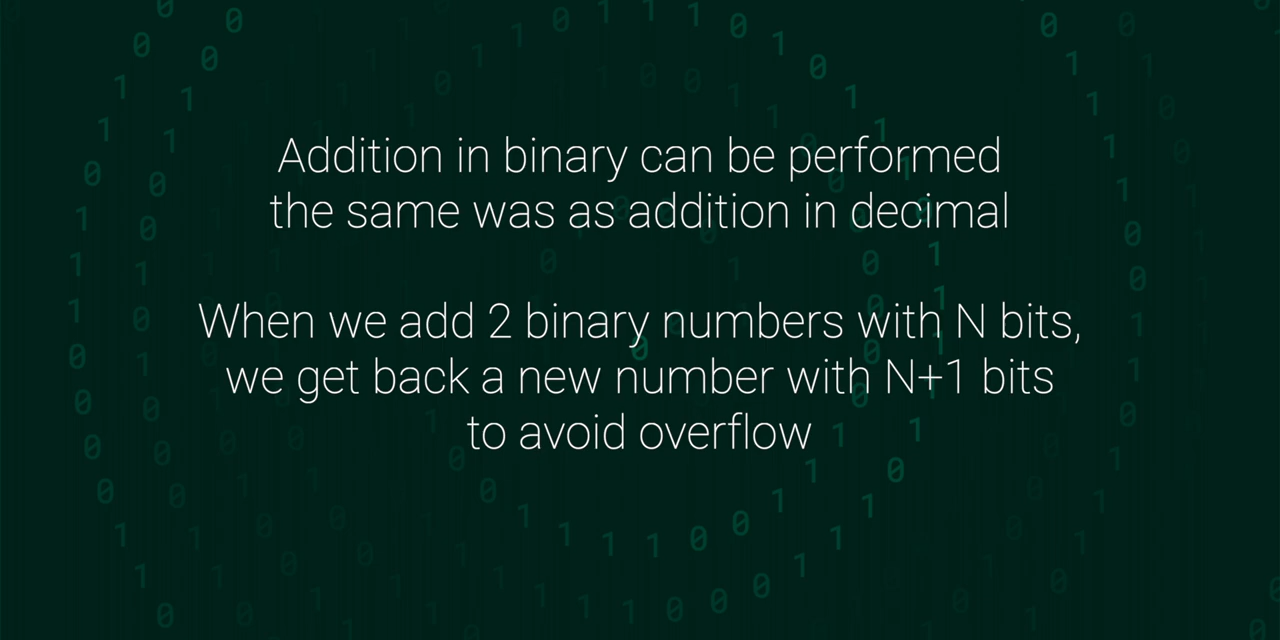 Addition in binary can be performed
the same was as addition in decimal
When we add 2 binary numbers with N bits,
we get back a new number with N+1 bits
to avoid overflow